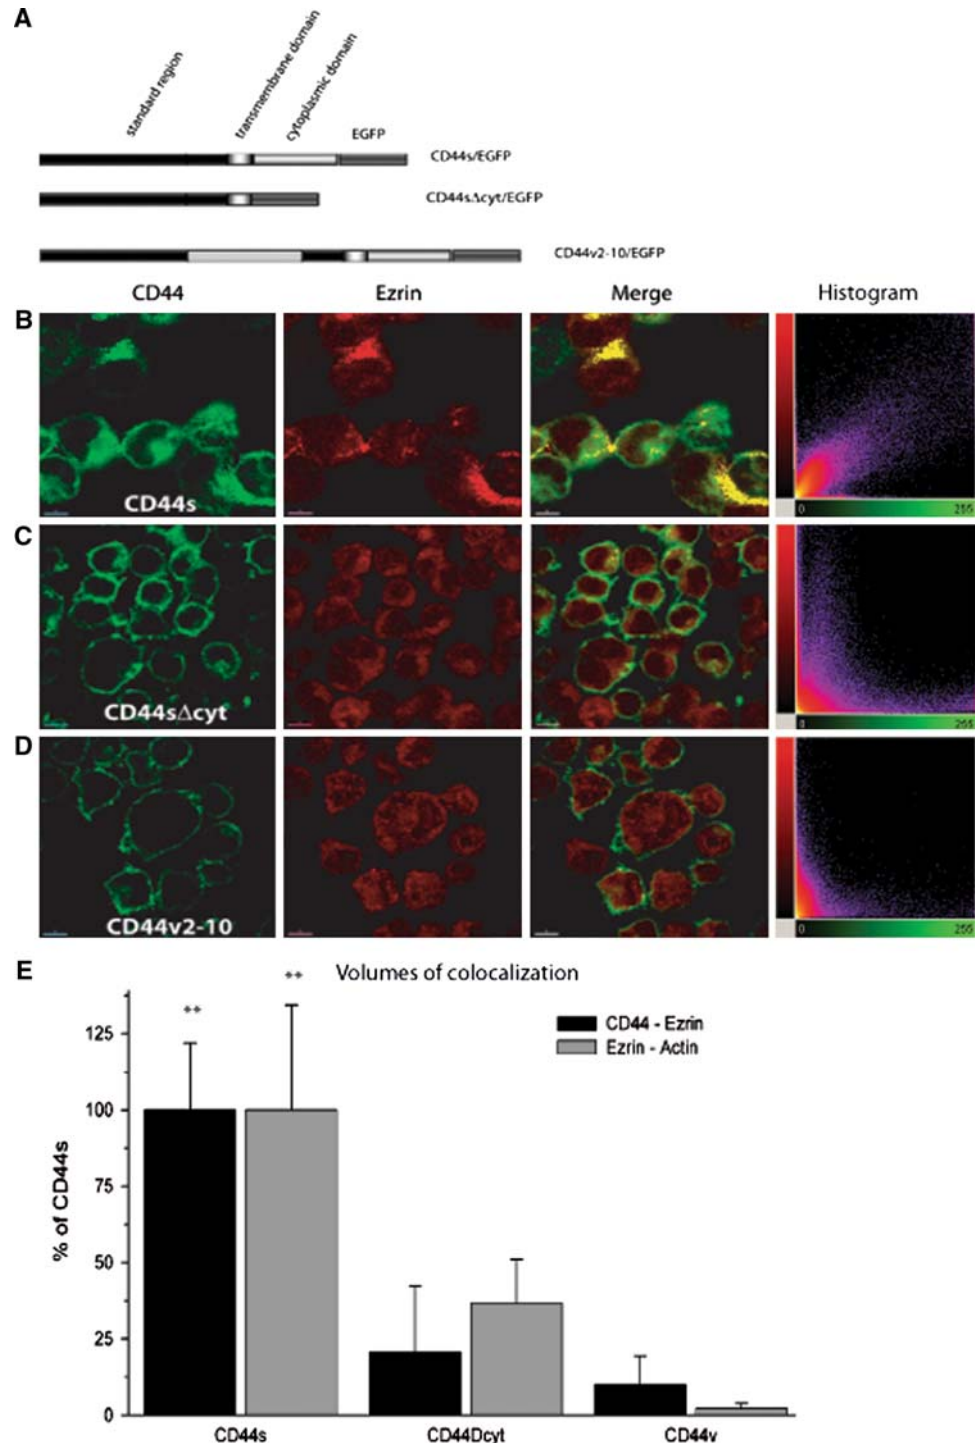 A
standard region
transmembrane domain
cytoplasmic domain
EGFP
CD44s/EGFP
CD44sΔcyt/EGFP
CD44v2-10/EGFP
CD44 Ezrin Merge Histogram
B
CD44s
0 255
C
CD44sΔcyt
0 255
D
CD44v2-10
0 255
E
Volumes of colocalization
** **
CD44 - Ezrin
Ezrin - Actin
% of CD44s
125
100
75
50
25
0
CD44s CD44Dcyt CD44v